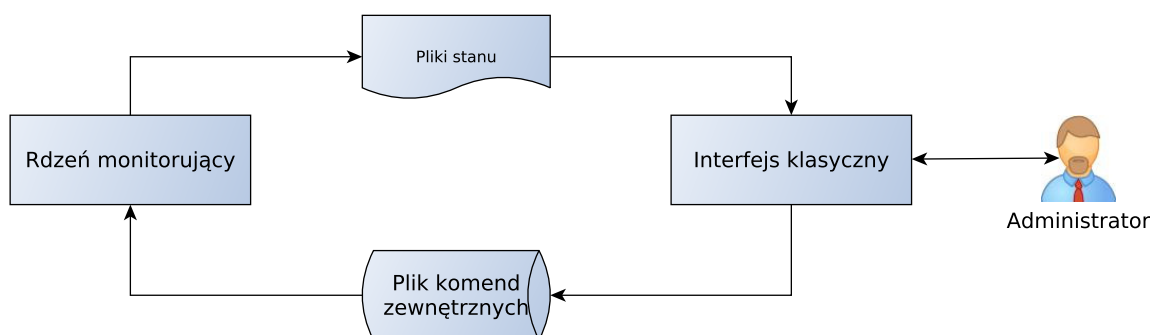 Pliki stanu
Rdzeń monitorujący
Interfejs klasyczny
Administrator
Plik komend
zewnętrznych